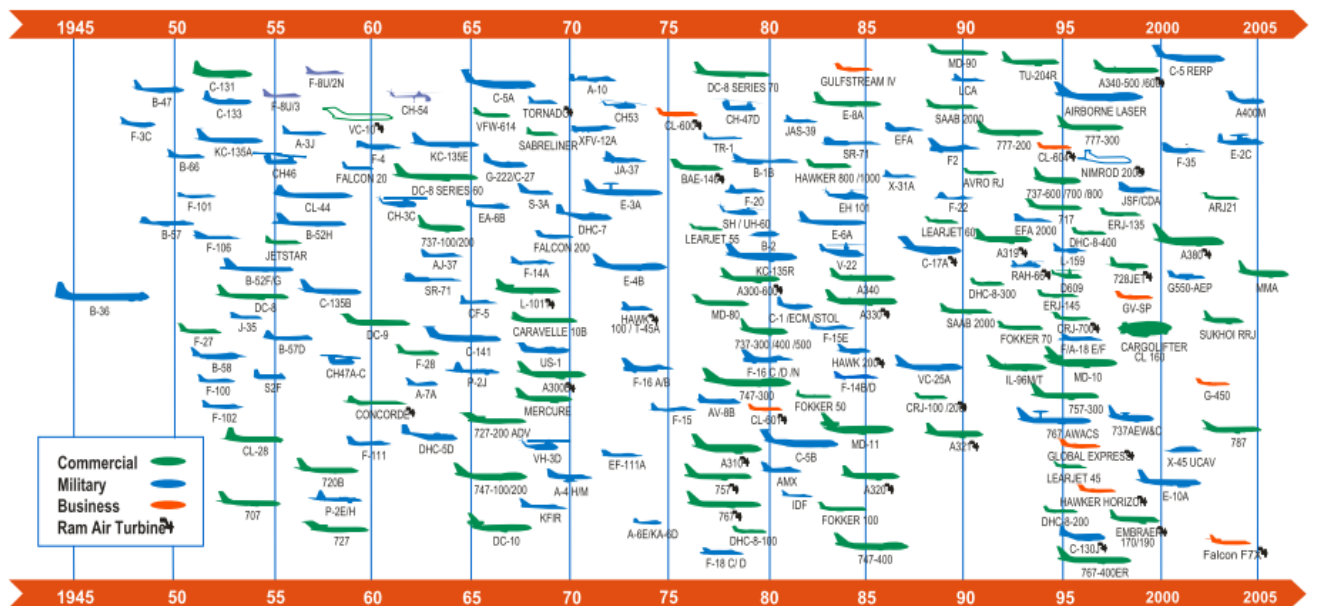 1945 50 55 60 65 70 75 80 85 90 95 2000 2005
C-131
F-8U/2N
B-47
C-133
F-8U/3
CH-54
F-3C
VC-10
KC-135A
A-3J
F-4
B-66
CH46
FALCON 20
F-101
CL-44
CH-3C
B-57
B-52H
F-106
JETSTAR
B-52F/G
B-36
DC-8
C-135B
J-35
F-27
B-57D
DC-9
B-58
CH47A-C
F-28
F-100
S2F
A-7A
F-102
CONCORDE
CL-28
F-111
DHC-5D
720B
707
P-2E/H
727
C-5A
A-10
TORNADO
CH53
VFW-614
SABRELINER
XFV-12A
KC-135E
G-222/C-27
JA-37
DC-8 SERIES 60
S-3A
E-3A
EA-6B
DHC-7
737-100/200
FALCON 200
AJ-37
F-14A
E-4B
SR-71
L-1011
CF-5
HAWK
100 / T-45A
CARAVELLE 10B
C-141
US-1
P-2J
A300B
F-16 A/B
MERCURE
F-15
727-200 ADV
VH-3D
EF-111A
747-100/200
A-4 H/M
KFIR
A-6E/KA-6D
DC-10
DC-8 SERIES 70
GULFSTREAM IV
CL-600
CH-47D
E-8A
JAS-39
TR-1
SR-71
EFA
BAE-146
B-1B
HAWKER 800 /1000
X-31A
F-20
EH 101
SH / UH-60
LEARJET 55
E-6A
B-2
V-22
KC-135R
A300-600
A340
MD-80
C-1 /ECM /STOL
A330
737-300 /400 /500
F-15E
F-16 C /D /N
HAWK 200
747-300
F-14B/D
AV-8B
FOKKER 50
CL-601
MD-11
A310
C-5B
757
AMX
A320
767
IDF
FOKKER 100
DHC-8-100
F-18 C/ D
747-400
MD-90
TU-204R
A340-500 /600
C-5 RERP
LCA
SAAB 2000
AIRBORNE LASER
A400M
777-200
777-300
F2
CL-604
NIMROD 2000
F-35
E-2C
AVRO RJ
737-600 /700 /800
JSF/CDA
F-22
ARJ21
LEARJET 60
717
ERJ-135
EFA 2000
DHC-8-400
C-17A
A319
L-159
A380
RAH-66
D609
728JET
G550-AEP
MMA
DHC-8-300
ERJ-145
GV-SP
SAAB 2000
FOKKER 70
CRJ-700
SUKHOI RRJ
F/A-18 E/F
CARGOLIFTER
CL 160
VC-25A
IL-96M/T
MD-10
G-450
CRJ-100 /200
757-300
A321
767 AWACS
737AEW&C
787
GLOBAL EXPRESS
X-45 UCAV
LEARJET 45
HAWKER HORIZON
E-10A
DHC-8-200
EMBRAER
170/190
C-130J
Falcon F7X
767-400ER
Commercial
Military
Business
Ram Air Turbine
1945 50 55 60 65 70 75 80 85 90 95 2000 2005